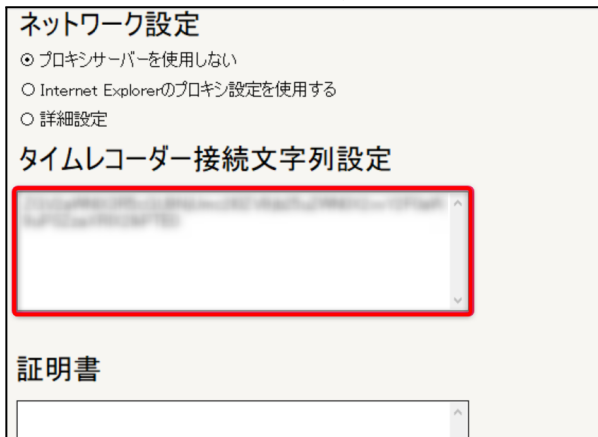 ネットワーク設定
プロキシサーバーを使用しない
Internet Explorerのプロキシ設定を使用する
詳細設定
タイムレコーダー接続文字列設定
証明書